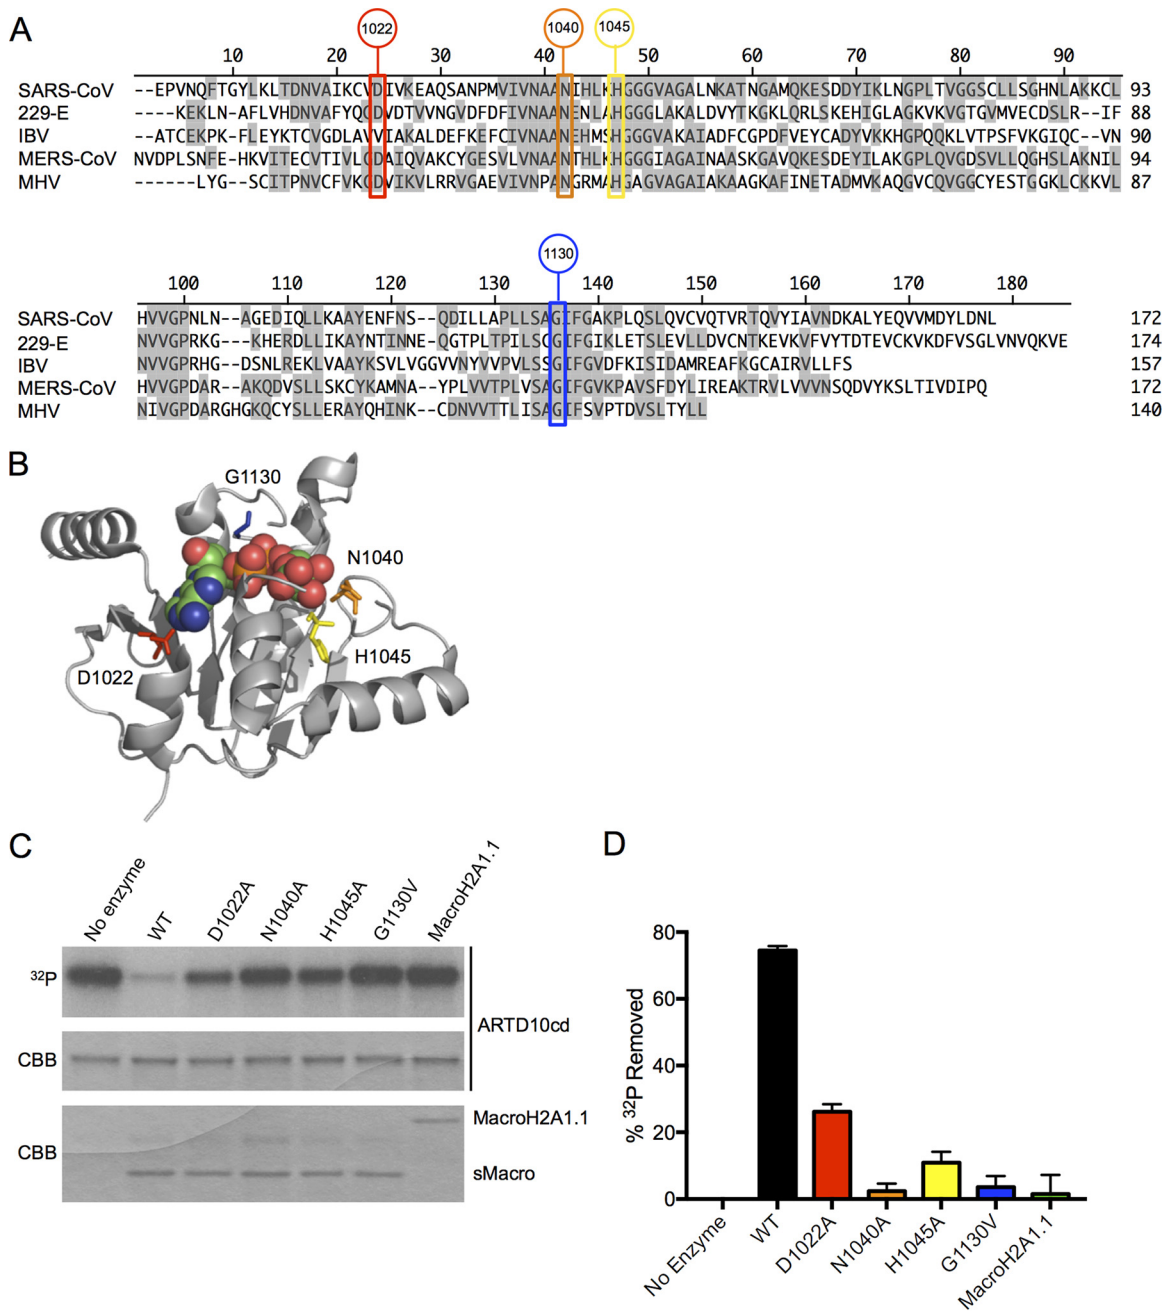 A
1022 1040 1045
10 20 30 40 50 60 70 80 90
SARS-CoV --EPVNQFTGYLKLTDNVAIKCVDIVKEAQSANPMVIVNAANIHLKHGGGVAGALNKATNGAMQKESDDYIKLNGPLTVGGSCLLSGHNLAKKCL 93
229-E ----KEKLN-AFLVHDNVAFYQGDVDTVVNGVDFDFIVNAANENLAHGGGLAKALDVYTKGKLQRLSKEHIGLAGKVKVGTGVMVECDSLR--IF 88
IBV --ATCEKPK-FLEYKTCVGDLAVVIAKALDEFKEFCIVNAANEHMSHGGGVAKAIADFCGPDFVEYCADYVKKHGPQQKLVTPSFVKGIQC--VN 90
MERS-CoV NVDPLSNFE-HKVITECVTIVLGDAIQVAKCYGESVLVNAANTHLKHGGGIAGAINAASKGAVQKESDEYILAKGPLQVGDSVLLQGHSLAKNIL 94
MHV ------LYG--SCITPNVCFVKGDVIKVLRRVGAEVIVNPANGRMAHGAGVAGAIAKAAGKAFINETADMVKAQGVCQVGGCYESTGGKLCKKVL 87
1130
100 110 120 130 140 150 160 170 180
SARS-CoV HVVGPNLN--AGEDIQLLKAAYENFNS--QDILLAPLLSAGIFGAKPLQSLQVCVQTVRTQVYIAVNDKALYEQVVMDYLDNL 172
229-E NVVGPRKG---KHERDLLIKAYNTINNE-QGTPLTPILSCGIFGIKLETSLEVLLDVCNTKEVKVFVYTDTEVCKVKDFVSGLVNVQKVE 174
IBV NVVGPRHG---DSNLREKLVAAYKSVLVGGVVNYVVPVLSSGIFGVDFKISIDAMREAFKGCAIRVLLFS 157
MERS-CoV HVVGPDAR---AKQDVSLLSKCYKAMNA--YPLVVTPLVSAGIFGVKPAVSFDYLIREAKTRVLVVVNSQDVYKSLTIVDIPQ 172
MHV NIVGPDARGHGKQCYSLLERAYQHINK--CDNVVTTLISAGIFSVPTDVSLTYLL 140
B
G1130
N1040
H1045
D1022
C
No enzyme WT D1022A N1040A H1045A G1130V MacroH2A1.1
32P
CBB
ARTD10cd
CBB
MacroH2A1.1
sMacro
D
% 32P Removed
80
60
40
20
0
No Enzyme WT D1022A N1040A H1045A G1130V MacroH2A1.1